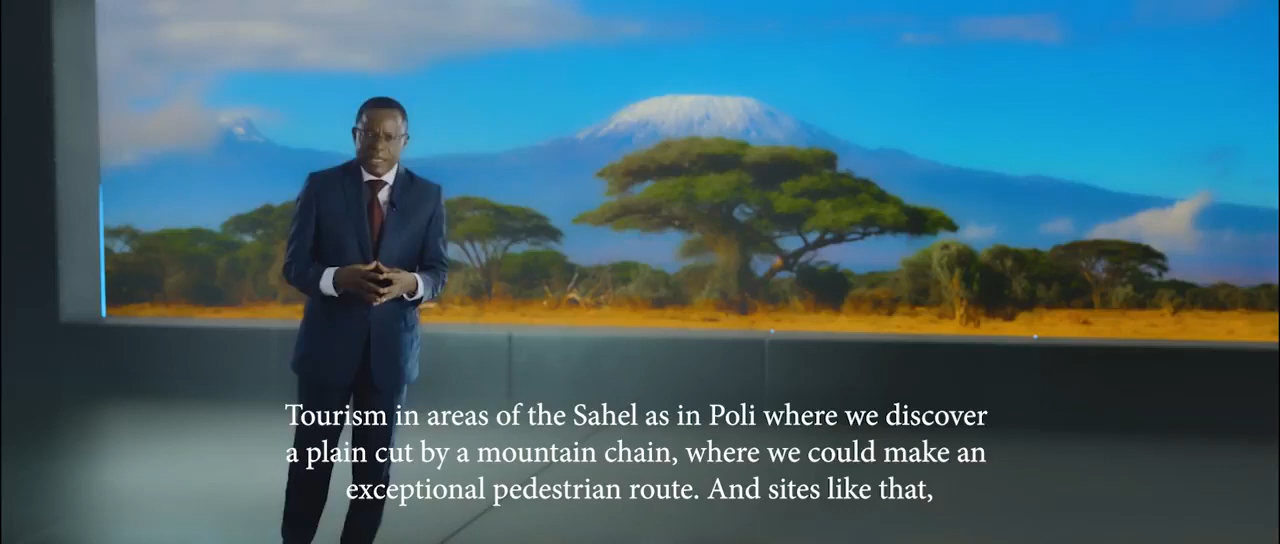 Tourism in areas of the Sahel as in Poli where we discover
a plain cut by a mountain chain, where we could make an
exceptional pedestrian route. And sites like that,